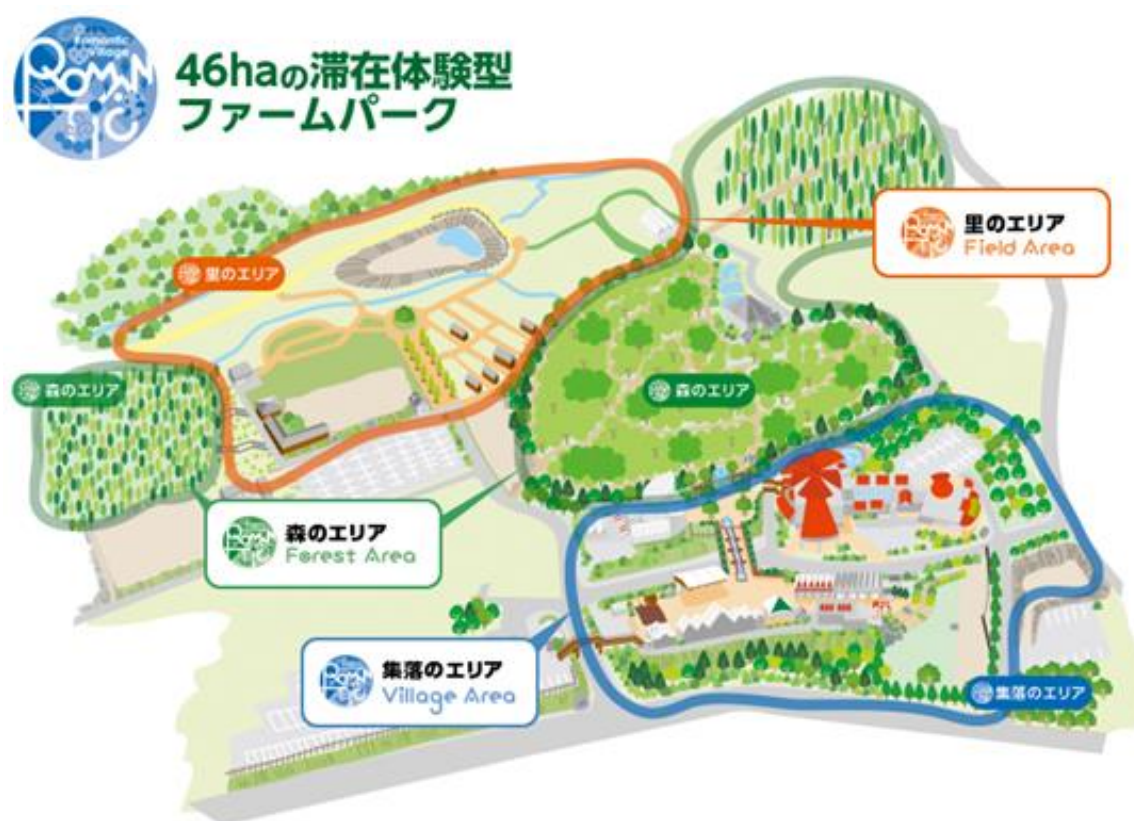 Romantic
Village
ROMANTIC
46haの滞在体験型
ファームパーク
里のエリア
Field Area
里のエリア
森のエリア
森のエリア
森のエリア
Forest Area
集落のエリア
Village Area
集落のエリア